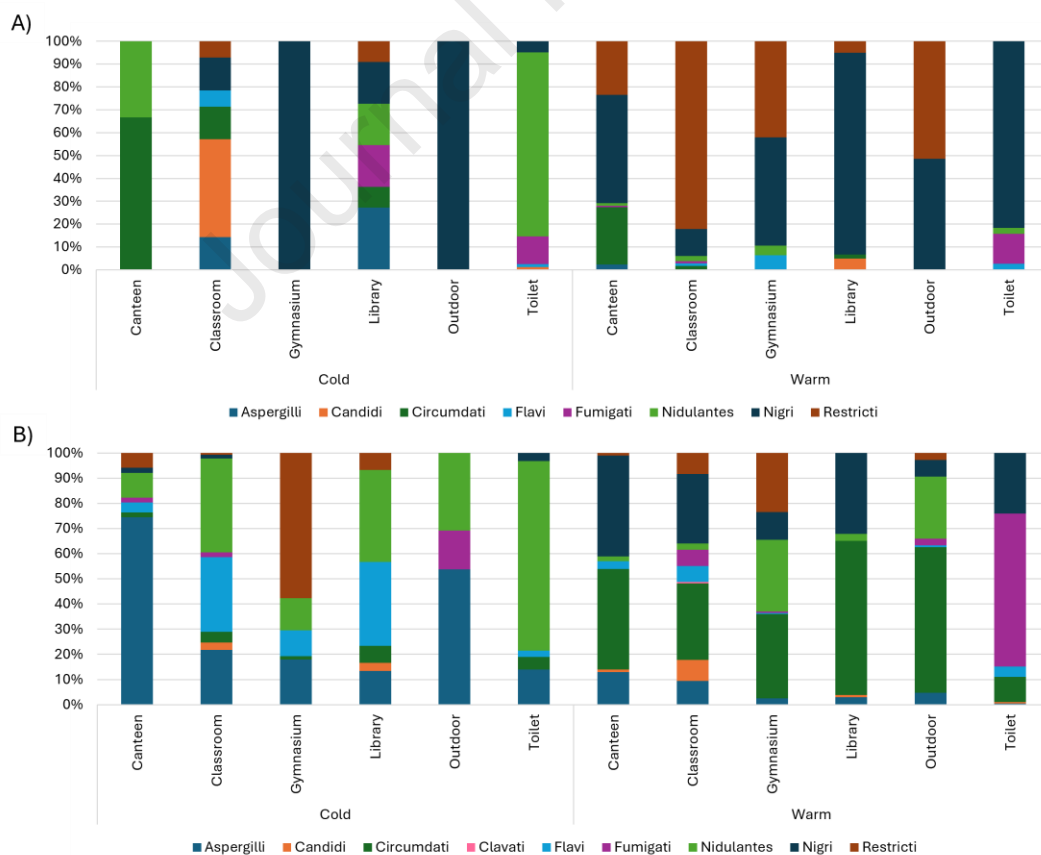 Journal
A)
100%
90%
80%
70%
60%
50%
40%
30%
20%
10%
0%
Canteen
Classroom
Gymnasium
Library
Outdoor
Toilet
Canteen
Classroom
Gymnasium
Library
Outdoor
Toilet
Cold
Warm
Aspergilli Candidi Circumdati Flavi Fumigati Nidulantes Nigri Restricti
B)
100%
90%
80%
70%
60%
50%
40%
30%
20%
10%
0%
Canteen
Classroom
Gymnasium
Library
Outdoor
Toilet
Canteen
Classroom
Gymnasium
Library
Outdoor
Toilet
Cold
Warm
Aspergilli Candidi Circumdati Clavati Flavi Fumigati Nidulantes Nigri Restricti